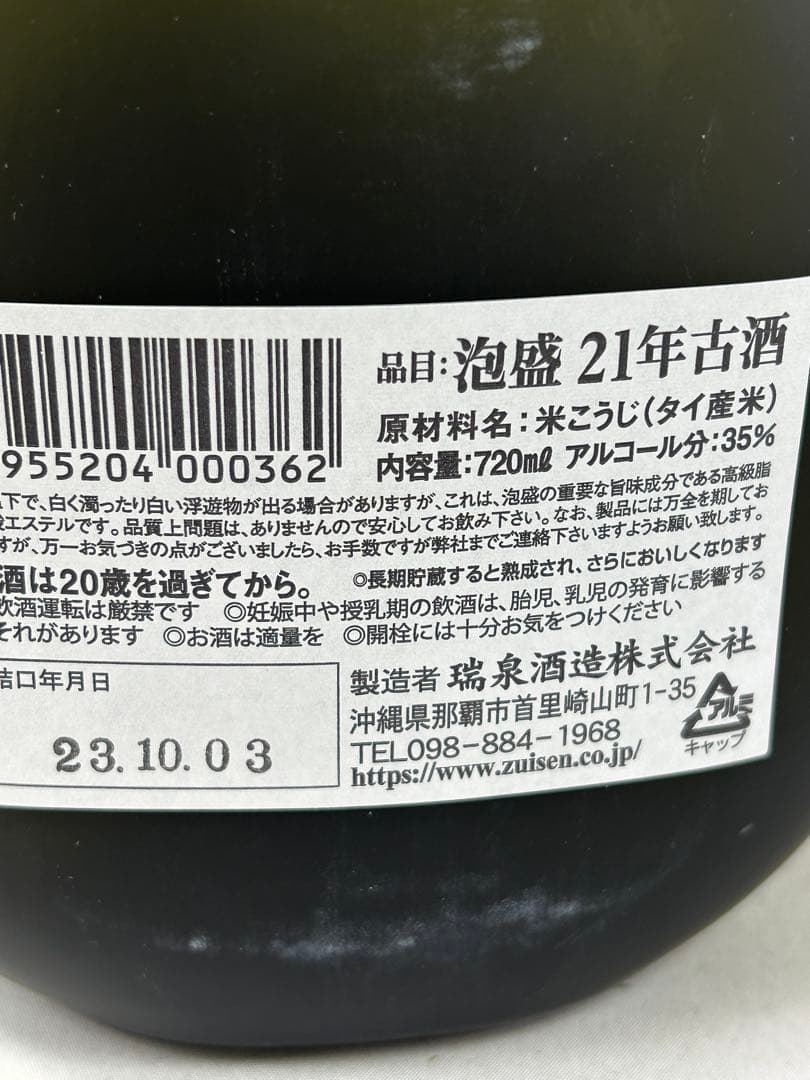 品目:泡盛 21年古酒
原材料名:米こうじ(タイ産米)
内容量:720mℓ アルコール分:35%
955204 000362
下で、白く濁ったり白い浮遊物が出る場合がありますが、これは、泡盛の重要な旨味成分である高級脂
エステルです。品質上問題は、ありませんので安心してお飲み下さい。なお、製品には万全を期してお
すが、万一お気づきの点がございましたら、お手数ですが弊社までご連絡下さいますようお願い致します。
酒は20歳を過ぎてから。 ◎長期貯蔵すると熟成され、さらにおいしくなります
飲酒運転は厳禁です ◎妊娠中や授乳期の飲酒は、胎児、乳児の発育に影響する
それがあります ◎お酒は適量を ◎開栓には十分お気をつけください
詰口年月日
23.10.03
製造者 瑞泉酒造株式会社
沖縄県那覇市首里崎山町1-35
TEL098-884-1968
https://www.zuisen.co.jp/
アルミ
キャップ